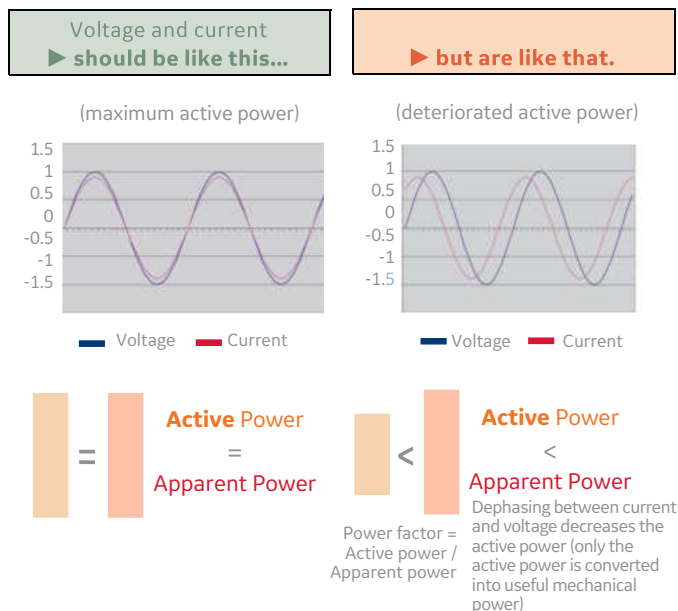 Voltage and current
▶ should be like this...
▶ but are like that.
(maximum active power)
1.5
1
0.5
0
-0.5
-1
-1.5
Voltage
Current
(deteriorated active power)
1.5
1
0.5
0
-0.5
-1
-1.5
Voltage
Current
=
Active Power
=
Apparent Power
<
Active Power
<
Apparent Power
Power factor =
Active power /
Apparent power
Dephasing between current
and voltage decreases the
active power (only the
active power is converted
into useful mechanical
power)